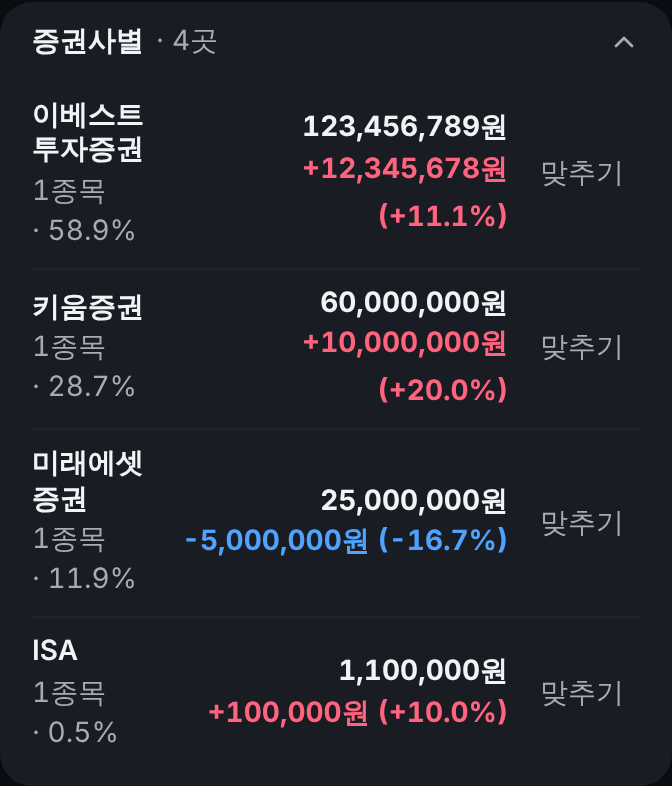 증권사별 · 4곳
이베스트
투자증권
1종목
· 58.9%
123,456,789원
+12,345,678원
(+11.1%)
맞추기
키움증권
1종목
· 28.7%
60,000,000원
+10,000,000원
(+20.0%)
맞추기
미래에셋
증권
1종목
· 11.9%
25,000,000원
-5,000,000원 (-16.7%)
맞추기
ISA
1종목
· 0.5%
1,100,000원
+100,000원 (+10.0%)
맞추기